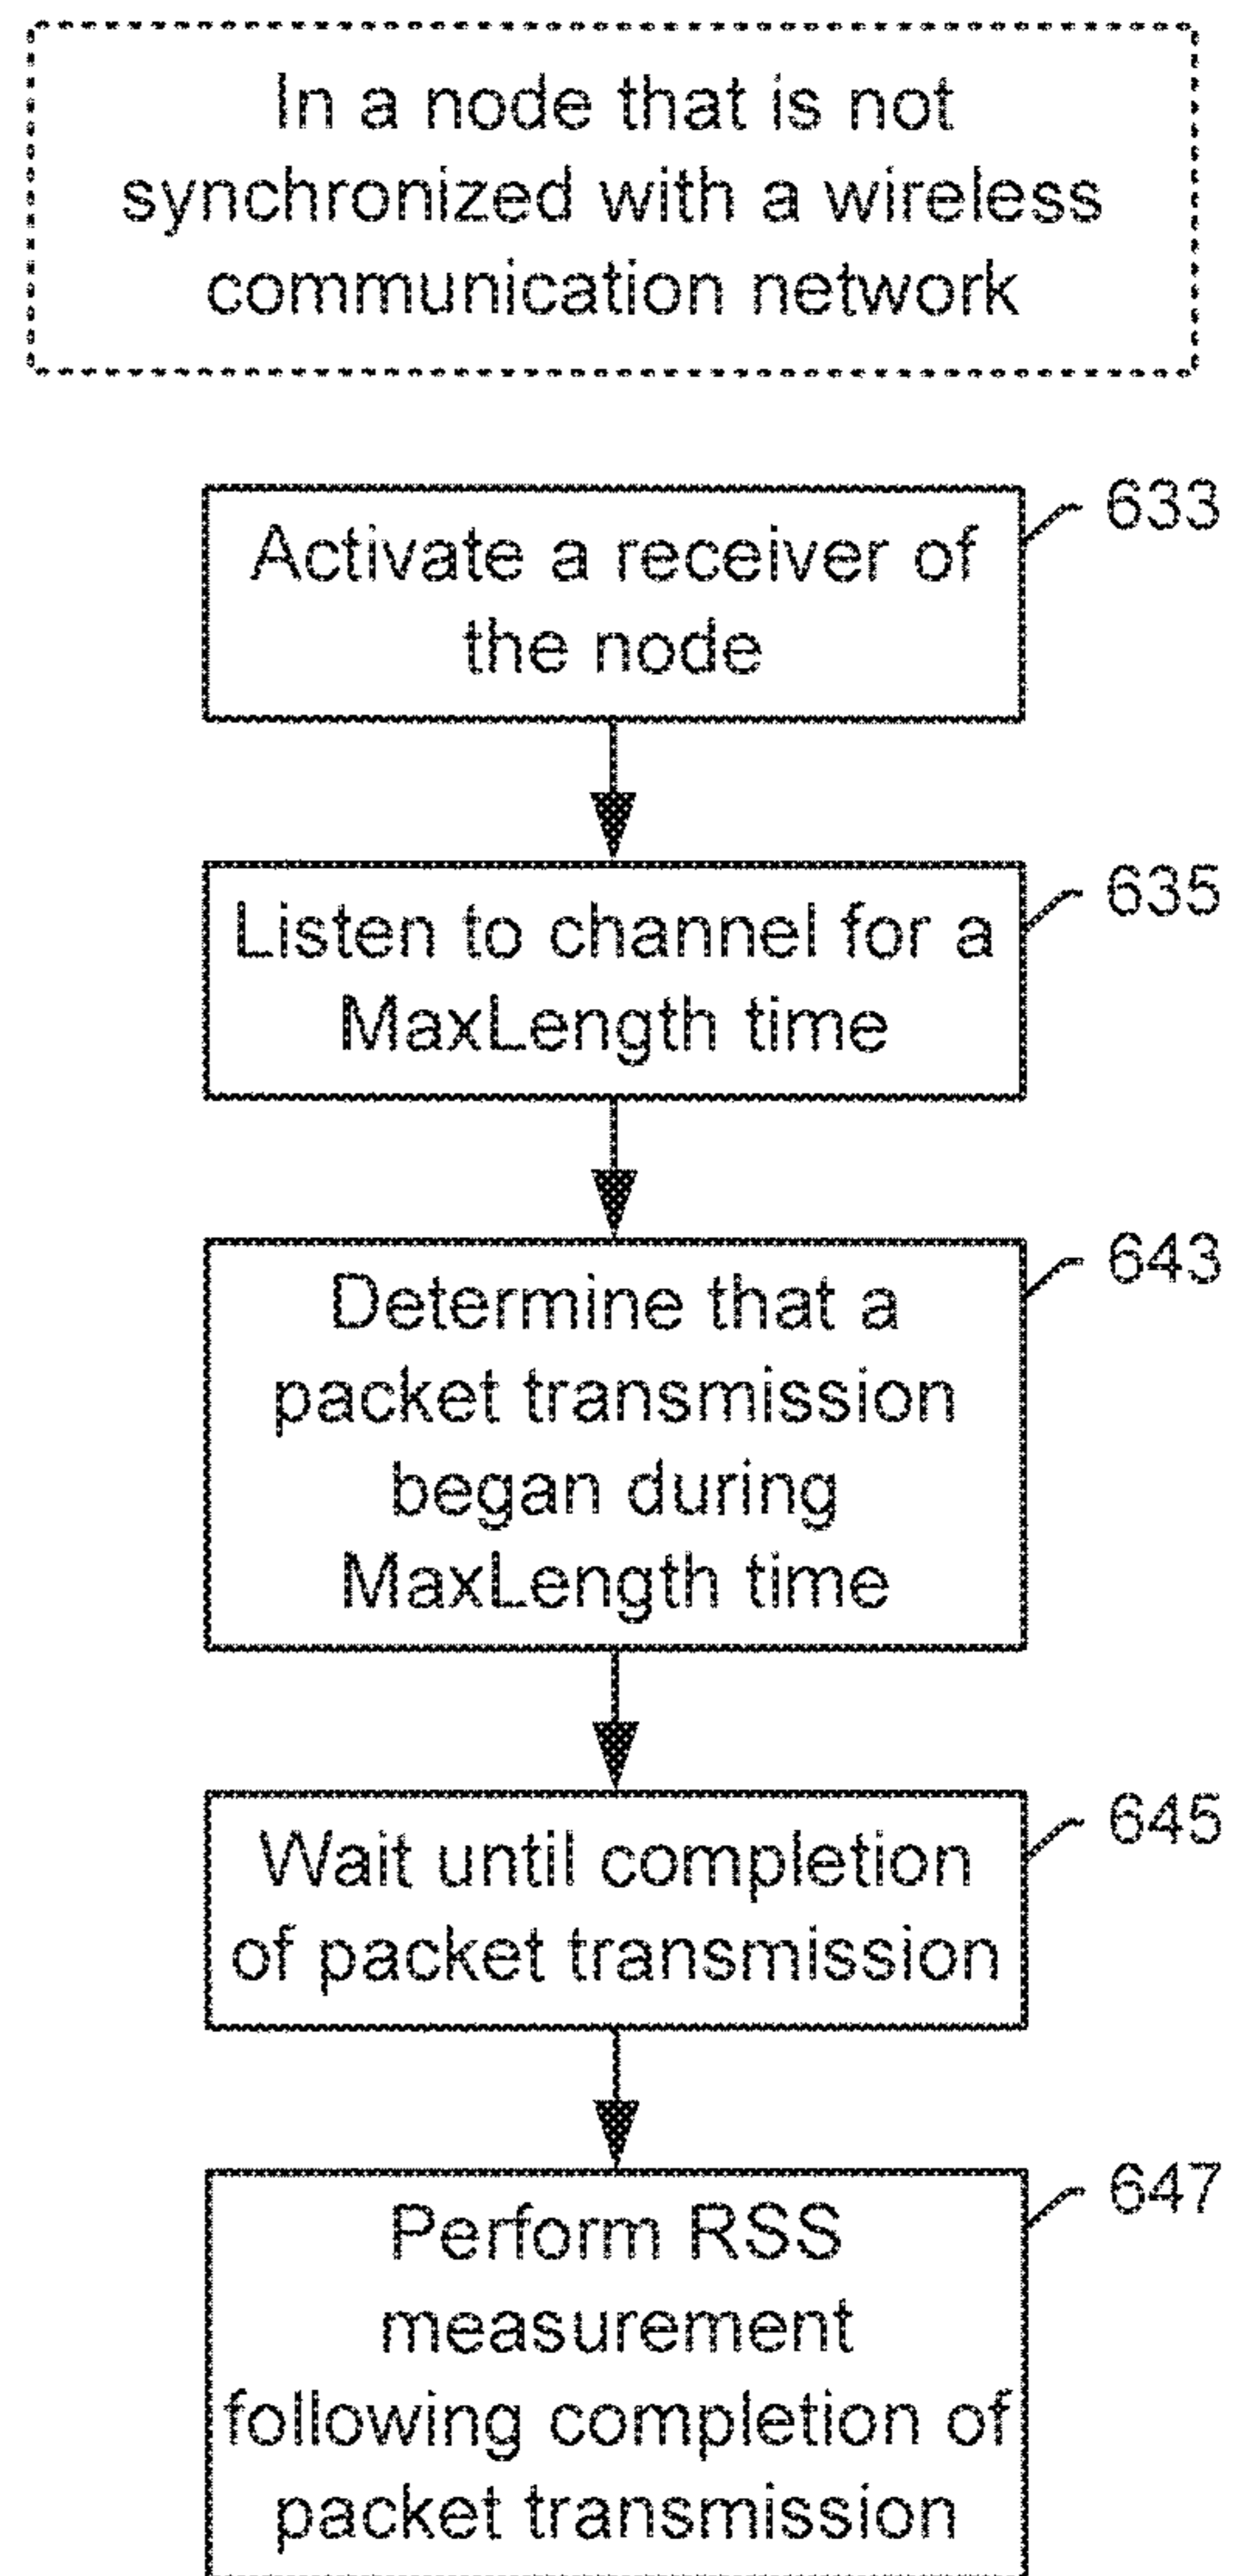 In a node that is not
synchronized with a wireless
communication network
633
Activate a receiver of
the node
635
Listen to channel for a
MaxLength time
643
Determine that a
packet transmission
began during
MaxLength time
645
Wait until completion
of packet transmission
647
Perform RSS
measurement
following completion of
packet transmission